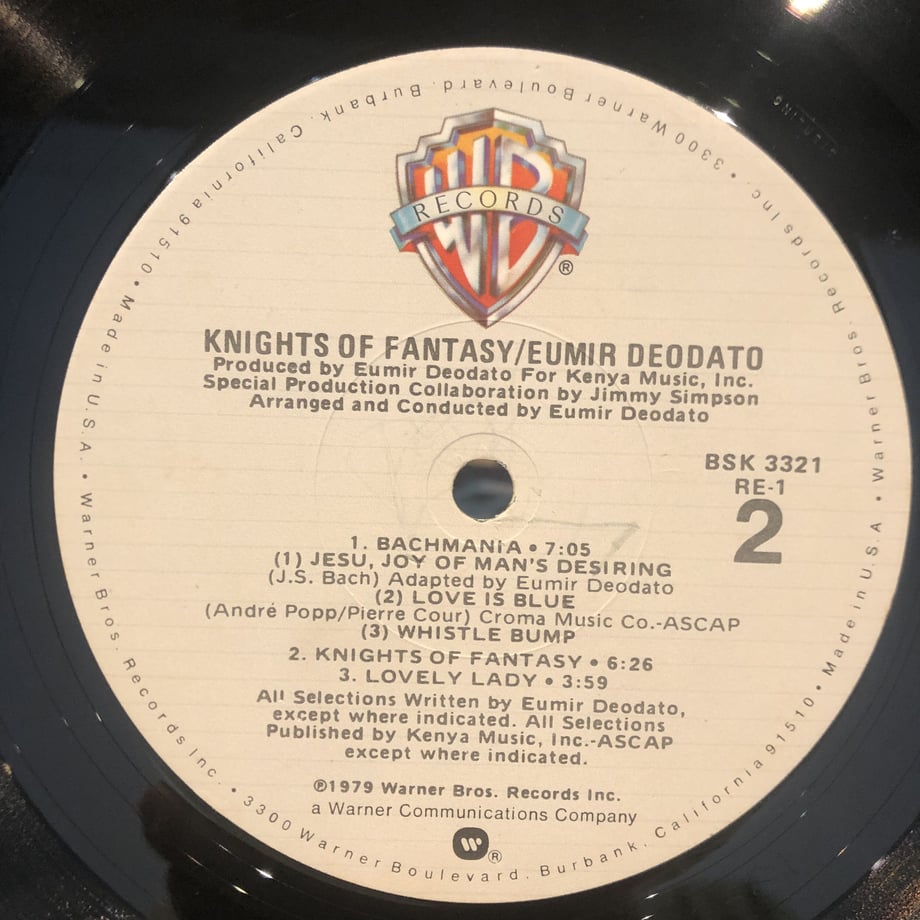 WB
RECORDS
®
KNIGHTS OF FANTASY/EUMIR DEODATO
Produced by Eumir Deodato For Kenya Music, Inc.
Special Production Collaboration by Jimmy Simpson
Arranged and Conducted by Eumir Deodato
BSK 3321
RE-1
2
1. BACHMANIA • 7:05
(1) JESU, JOY OF MAN'S DESIRING
(J.S. Bach) Adapted by Eumir Deodato
(2) LOVE IS BLUE
(André Popp/Pierre Cour) Croma Music Co.-ASCAP
(3) WHISTLE BUMP
2. KNIGHTS OF FANTASY • 6:26
3. LOVELY LADY • 3:59
All Selections Written by Eumir Deodato,
except where indicated. All Selections
Published by Kenya Music, Inc.-ASCAP
except where indicated.
℗1979 Warner Bros. Records Inc.
a Warner Communications Company
®
Made in U.S.A. • Warner Bros. Records Inc. • 3300 Warner Boulevard. Burbank. California 91510 • Made in U.S.A • Warner Bros. Records Inc. • 3300 Warner Boulevard. Burbank. California 91510 •